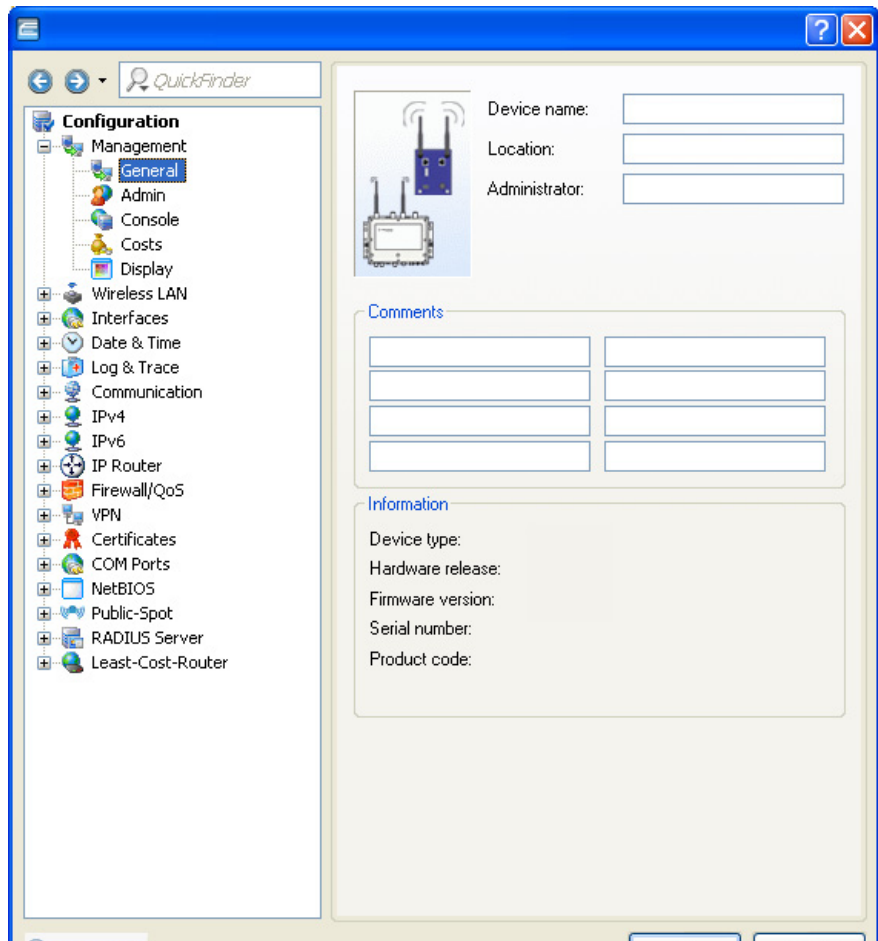 QuickFinder
Configuration
Management
General
Admin
Console
Costs
Display
Wireless LAN
Interfaces
Date & Time
Log & Trace
Communication
IPv4
IPv6
IP Router
Firewall/QoS
VPN
Certificates
COM Ports
NetBIOS
Public-Spot
RADIUS Server
Least-Cost-Router
Device name:
Location:
Administrator:
Comments
Information
Device type:
Hardware release:
Firmware version:
Serial number:
Product code: